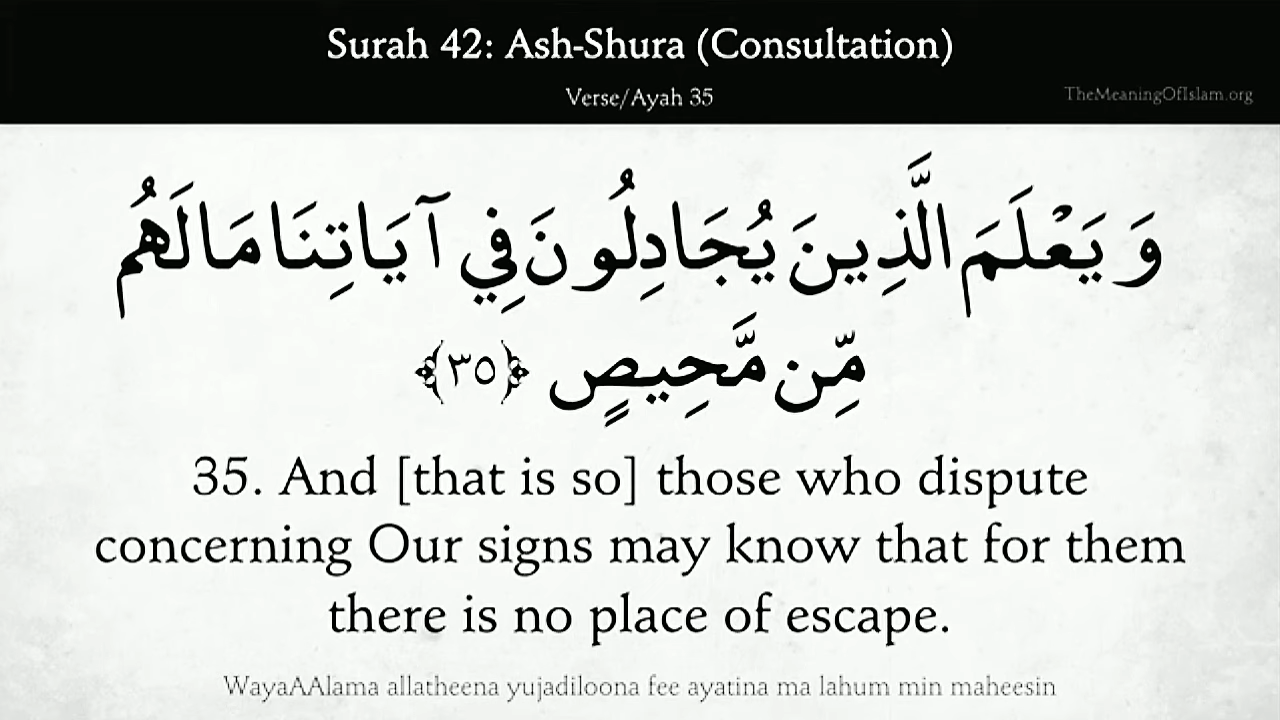 Surah 42: Ash-Shura (Consultation)
Verse/Ayah 35
TheMeaningOfIslam.org
وَيَعْلَمَ الَّذِينَ يُجَادِلُونَ فِي آيَاتِنَا مَا لَهُم
مِّن مَّحِيصٍ ﴿٣٥﴾
35. And [that is so] those who dispute
concerning Our signs may know that for them
there is no place of escape.
WayaAAlama allatheena yujadiloona fee ayatina ma lahum min maheesin